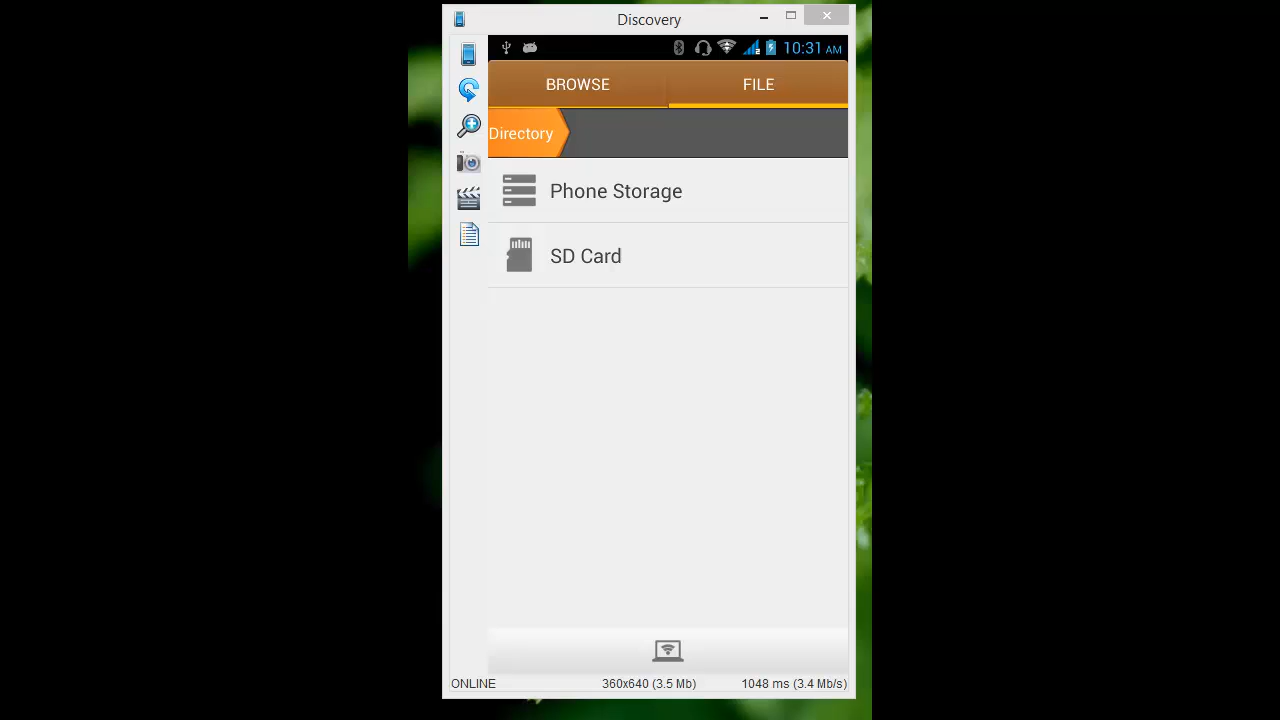 Discovery
10:31 AM
BROWSE
FILE
Directory
Phone Storage
SD Card
ONLINE
360x640 (3.5 Mb)
1048 ms (3.4 Mb/s)